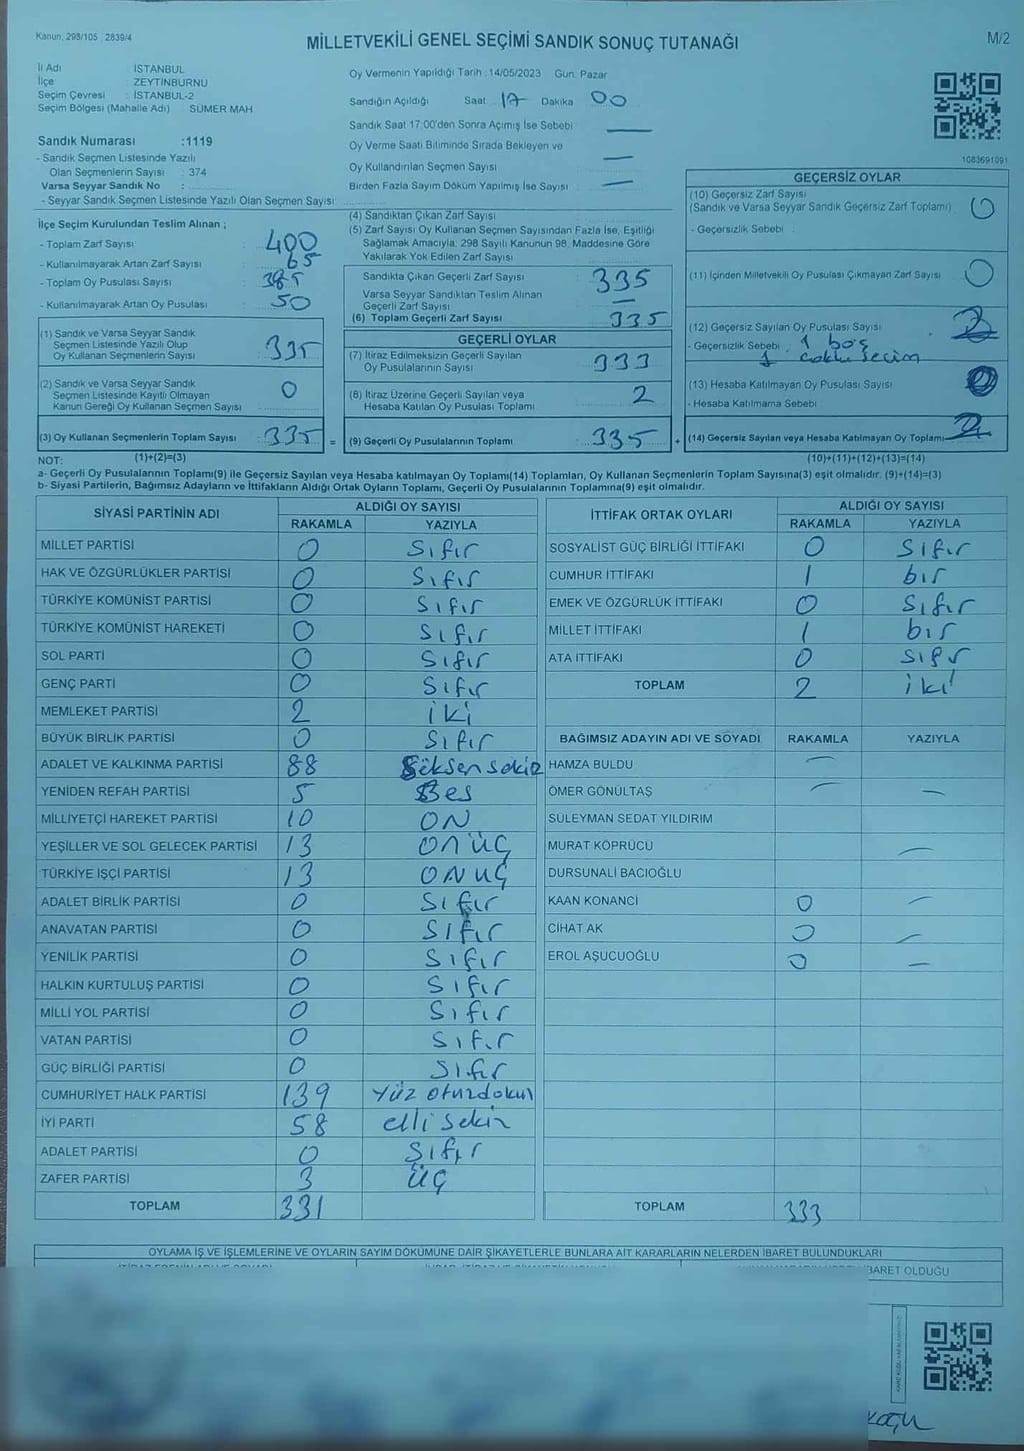 Kanun, 298/105 , 2839/4
MİLLETVEKİLİ GENEL SEÇİMİ SANDIK SONUÇ TUTANAĞI
M/2
İl Adı İSTANBUL
İlçe ZEYTİNBURNU
Seçim Çevresi : İSTANBUL-2
Seçim Bölgesi (Mahalle Adı) SÜMER MAH
Sandık Numarası :1119
- Sandık Seçmen Listesinde Yazılı
Olan Seçmenlerin Sayısı : 374
Varsa Seyyar Sandık No :
- Seyyar Sandık Seçmen Listesinde Yazılı Olan Seçmen Sayısı
Oy Vermenin Yapıldığı Tarih : 14/05/2023 Gün: Pazar
Sandığın Açıldığı Saat 17 Dakika 00
Sandık Saat 17:00'den Sonra Açımış İse Sebebi
Oy Verme Saati Bitiminde Sırada Bekleyen ve
Oy Kullandırılan Seçmen Sayısı
Birden Fazla Sayım Döküm Yapılmış İse Sayısı
1083691091
İlçe Seçim Kurulundan Teslim Alınan ;
- Toplam Zarf Sayısı : 400
- Kullanılmayarak Artan Zarf Sayısı : 65
- Toplam Oy Pusulası Sayısı : 385
- Kullanılmayarak Artan Oy Pusulası : 50
(1) Sandık ve Varsa Seyyar Sandık
Seçmen Listesinde Yazılı Olup
Oy Kullanan Seçmenlerin Sayısı 335
(2) Sandık ve Varsa Seyyar Sandık
Seçmen Listesinde Kayıtlı Olmayan
Kanun Gereği Oy Kullanan Seçmen Sayısı 0
(3) Oy Kullanan Seçmenlerin Toplam Sayısı 335 =
(4) Sandıktan Çıkan Zarf Sayısı
(5) Zarf Sayısı Oy Kullanan Seçmen Sayısından Fazla İse, Eşitliği
Sağlamak Amacıyla; 298 Sayılı Kanunun 98. Maddesine Göre
Yakılarak Yok Edilen Zarf Sayısı
Sandıkta Çıkan Geçerli Zarf Sayısı 335
Varsa Seyyar Sandıktan Teslim Alınan
Geçerli Zarf Sayısı
(6) Toplam Geçerli Zarf Sayısı 335
GEÇERLİ OYLAR
(7) İtiraz Edilmeksizin Geçerli Sayılan
Oy Pusulalarının Sayısı 333
(8) İtiraz Üzerine Geçerli Sayılan veya
Hesaba Katılan Oy Pusulası Toplamı 2
(9) Geçerli Oy Pusulalarının Toplamı 335 +
GEÇERSİZ OYLAR
(10) Geçersiz Zarf Sayısı
(Sandık ve Varsa Seyyar Sandık Geçersiz Zarf Toplamı) 0
- Geçersizlik Sebebi :
(11) İçinden Milletvekili Oy Pusulası Çıkmayan Zarf Sayısı 0
(12) Geçersiz Sayılan Oy Pusulası Sayısı 2
- Geçersizlik Sebebi : 1 boş
1 çoklu Seçim
(13) Hesaba Katılmayan Oy Pusulası Sayısı
- Hesaba Katılmama Sebebi
(14) Geçersiz Sayılan veya Hesaba Katılmayan Oy Toplamı 2
NOT: (1)+(2)=(3) (10)+(11)+(12)+(13)=(14)
a- Geçerli Oy Pusulalarının Toplamı(9) ile Geçersiz Sayılan veya Hesaba katılmayan Oy Toplamı(14) Toplamları, Oy Kullanan Seçmenlerin Toplam Sayısına(3) eşit olmalıdır. (9)+(14)=(3)
b- Siyasi Partilerin, Bağımsız Adayların ve İttifakların Aldığı Ortak Oyların Toplamı, Geçerli Oy Pusulalarının Toplamına(9) eşit olmalıdır.
SİYASİ PARTİNİN ADI ALDIĞI OY SAYISI
RAKAMLA YAZIYLA
MİLLET PARTİSİ 0 Sıfır
HAK VE ÖZGÜRLÜKLER PARTİSİ 0 Sıfır
TÜRKİYE KOMÜNİST PARTİSİ 0 Sıfır
TÜRKİYE KOMÜNİST HAREKETİ 0 Sıfır
SOL PARTİ 0 Sıfır
GENÇ PARTİ 0 Sıfır
MEMLEKET PARTİSİ 2 iki
BÜYÜK BİRLİK PARTİSİ 0 Sıfır
ADALET VE KALKINMA PARTİSİ 88 Seksen sekiz
YENİDEN REFAH PARTİSİ 5 Beş
MİLLİYETÇİ HAREKET PARTİSİ 10 ON
YEŞİLLER VE SOL GELECEK PARTİSİ 13 On üç
TÜRKİYE İŞÇİ PARTİSİ 13 ON uç
ADALET BİRLİK PARTİSİ 0 Sıfır
ANAVATAN PARTİSİ 0 Sıfır
YENİLİK PARTİSİ 0 Sıfır
HALKIN KURTULUŞ PARTİSİ 0 Sıfır
MİLLİ YOL PARTİSİ 0 Sıfır
VATAN PARTİSİ 0 Sıfır
GÜÇ BİRLİĞİ PARTİSİ 0 Sıfır
CUMHURİYET HALK PARTİSİ 139 Yüz otuzdokuz
İYİ PARTİ 58 elli sekiz
ADALET PARTİSİ 0 Sıfır
ZAFER PARTİSİ 3 üç
TOPLAM 331
İTTİFAK ORTAK OYLARI ALDIĞI OY SAYISI
RAKAMLA YAZIYLA
SOSYALİST GÜÇ BİRLİĞİ İTTİFAKI 0 Sıfır
CUMHUR İTTİFAKI 1 bir
EMEK VE ÖZGÜRLÜK İTTİFAKI 0 Sıfır
MİLLET İTTİFAKI 1 bir
ATA İTTİFAKI 0 Sıfır
TOPLAM 2 iki
BAĞIMSIZ ADAYIN ADI VE SOYADI RAKAMLA YAZIYLA
HAMZA BULDU
ÖMER GÖNÜLTAŞ
SÜLEYMAN SEDAT YILDIRIM
MURAT KÖPRÜCÜ
DURSUNALİ BACIOĞLU
KAAN KONANCİ 0
CİHAT AK 0
EROL AŞUCUOĞLU 0
TOPLAM 333
OYLAMA İŞ VE İŞLEMLERİNE VE OYLARIN SAYIM DÖKÜMÜNE DAİR ŞİKAYETLERLE BUNLARA AİT KARARLARIN NELERDEN İBARET BULUNDUKLARI
BARET OLDUĞU